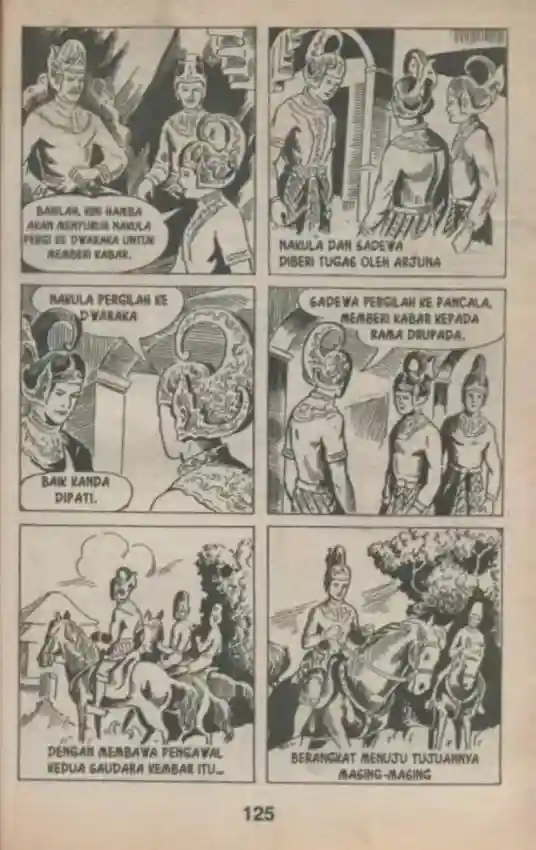 BAIKLAH, KINI HAMBA
AKAN MENYURUH NAKULA
PERGI KE DWARAKA UNTUK
MEMBERI KABAR.
NAKULA DAN SADEWA
DIBERI TUGAS OLEH ARJUNA
NAKULA PERGILAH KE
DWARAKA
BAIK KANDA
DIPATI.
SADEWA PERGILAH KE PANCALA,
MEMBERI KABAR KEPADA
RAMA DRUPADA.
DENGAN MEMBAWA PENGAWAL
KEDUA SAUDARA KEMBAR ITU...
BERANGKAT MENUJU TUJUANNYA
MASING-MASING
125